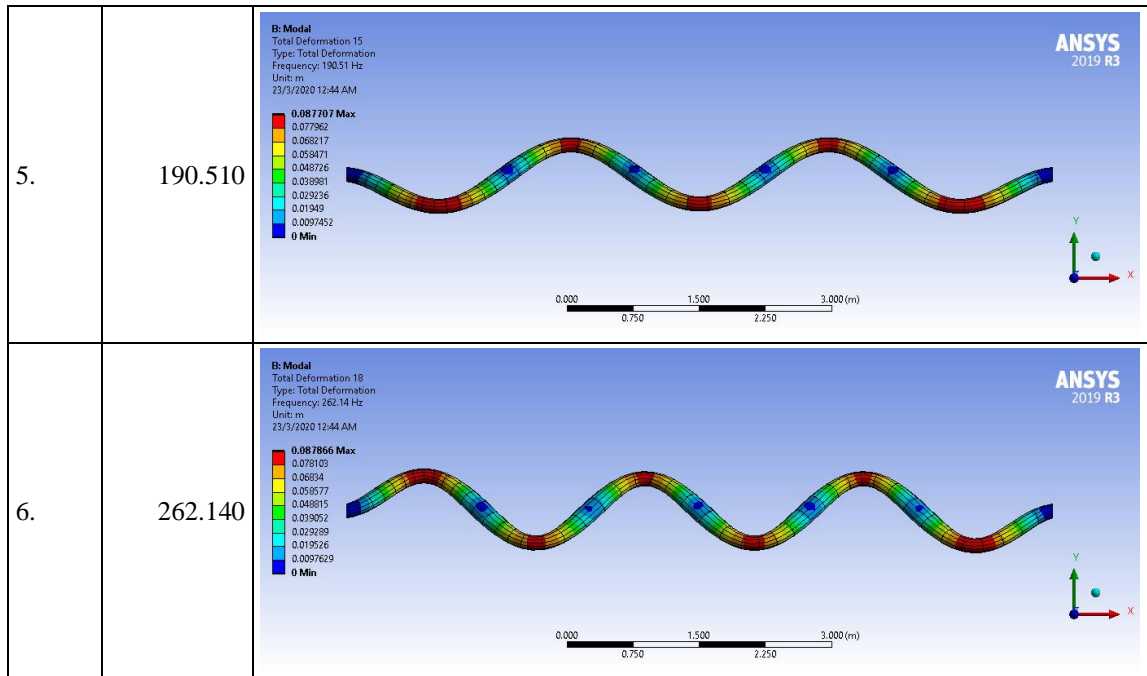 5.
190.510
B: Modal
Total Deformation 15
Type: Total Deformation
Frequency: 190.51 Hz
Unit: m
23/3/2020 12:44 AM
ANSYS
2019 R3
0.087707 Max
0.077962
0.068217
0.058471
0.048726
0.038981
0.029236
0.01949
0.0097452
0 Min
Y
X
0.000 1.500 3.000 (m)
0.750 2.250
6.
262.140
B: Modal
Total Deformation 18
Type: Total Deformation
Frequency: 262.14 Hz
Unit: m
23/3/2020 12:44 AM
ANSYS
2019 R3
0.087866 Max
0.078103
0.06834
0.058577
0.048815
0.039052
0.029289
0.019526
0.0097629
0 Min
Y
X
0.000 1.500 3.000 (m)
0.750 2.250